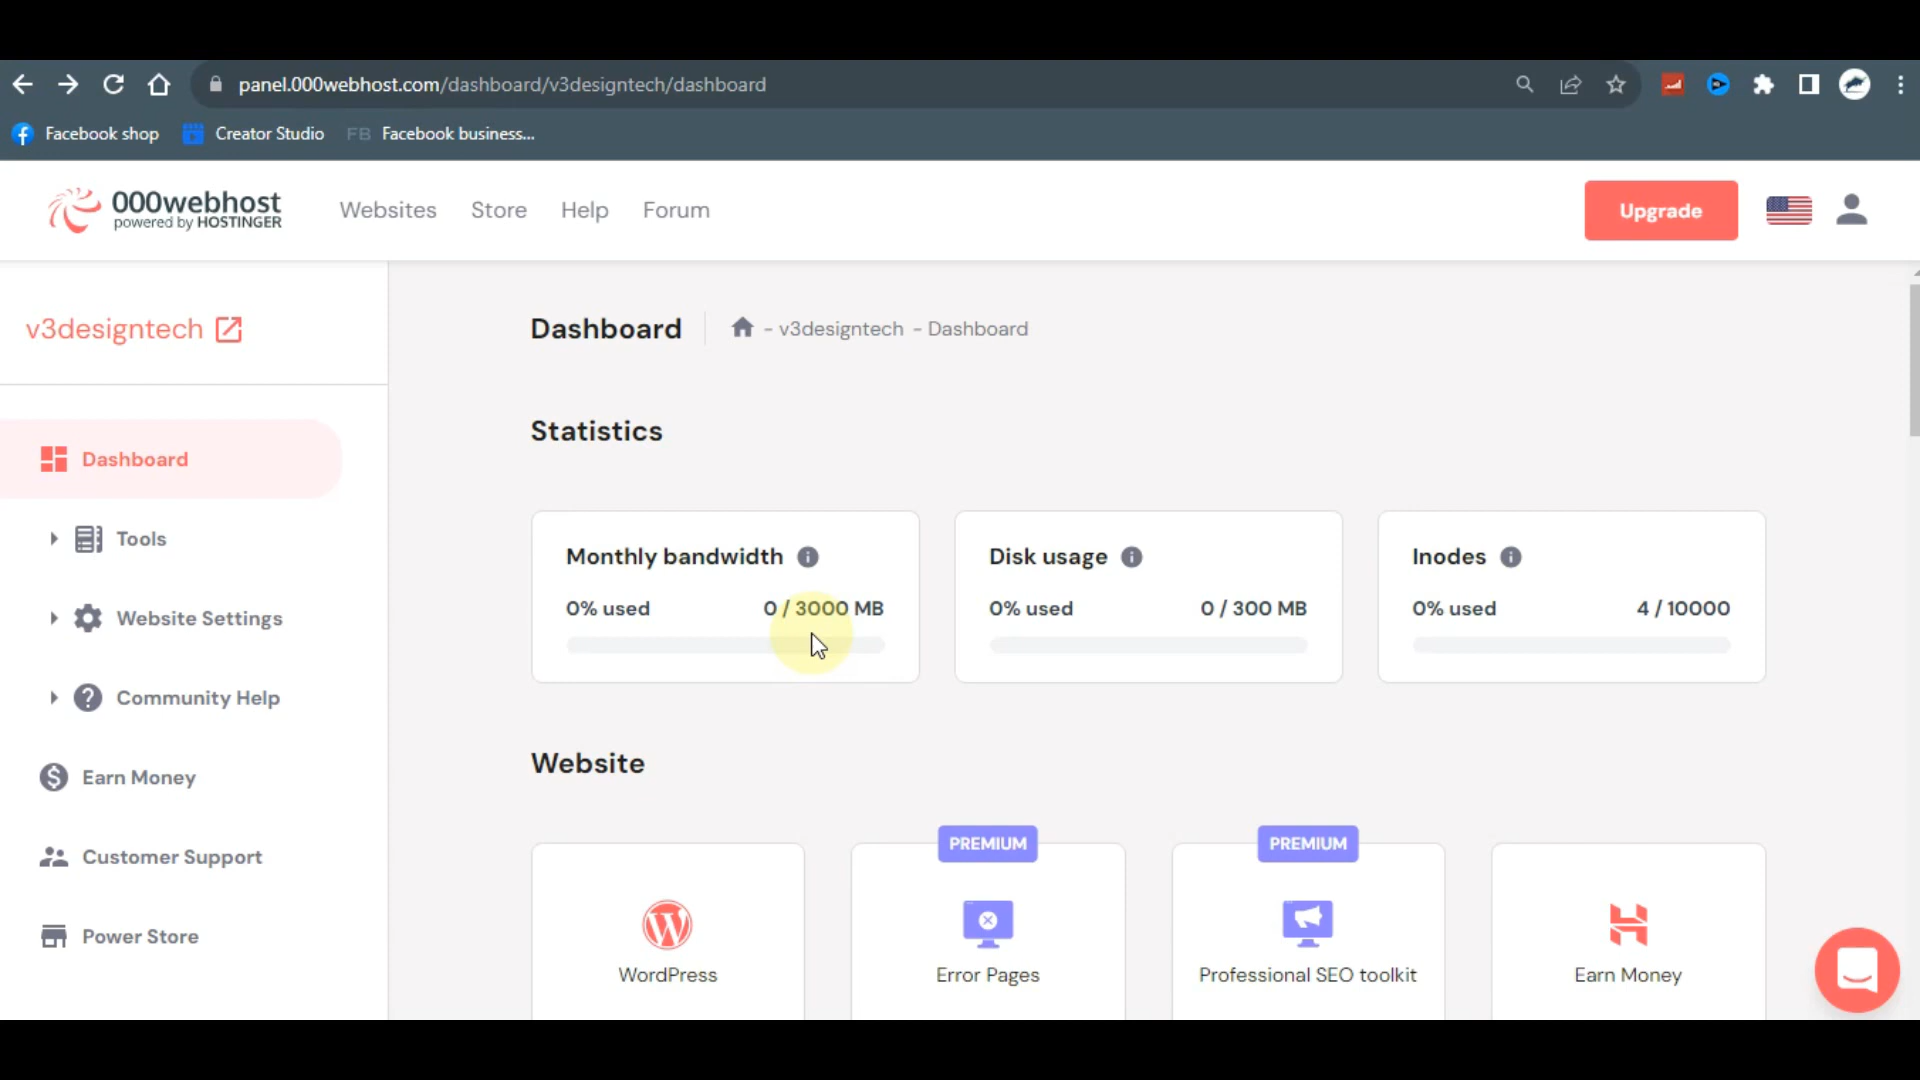 panel.000webhost.com/dashboard/v3designtech/dashboard
Facebook shop
Creator Studio
FB Facebook business...
000webhost
powered by HOSTINGER
Websites
Store
Help
Forum
Upgrade
v3designtech
Dashboard
- v3designtech - Dashboard
Dashboard
Tools
Website Settings
Community Help
Earn Money
Customer Support
Power Store
Statistics
Monthly bandwidth
0% used 0 / 3000 MB
Disk usage
0% used 0 / 300 MB
Inodes
0% used 4 / 10000
Website
WordPress
PREMIUM
Error Pages
PREMIUM
Professional SEO toolkit
Earn Money